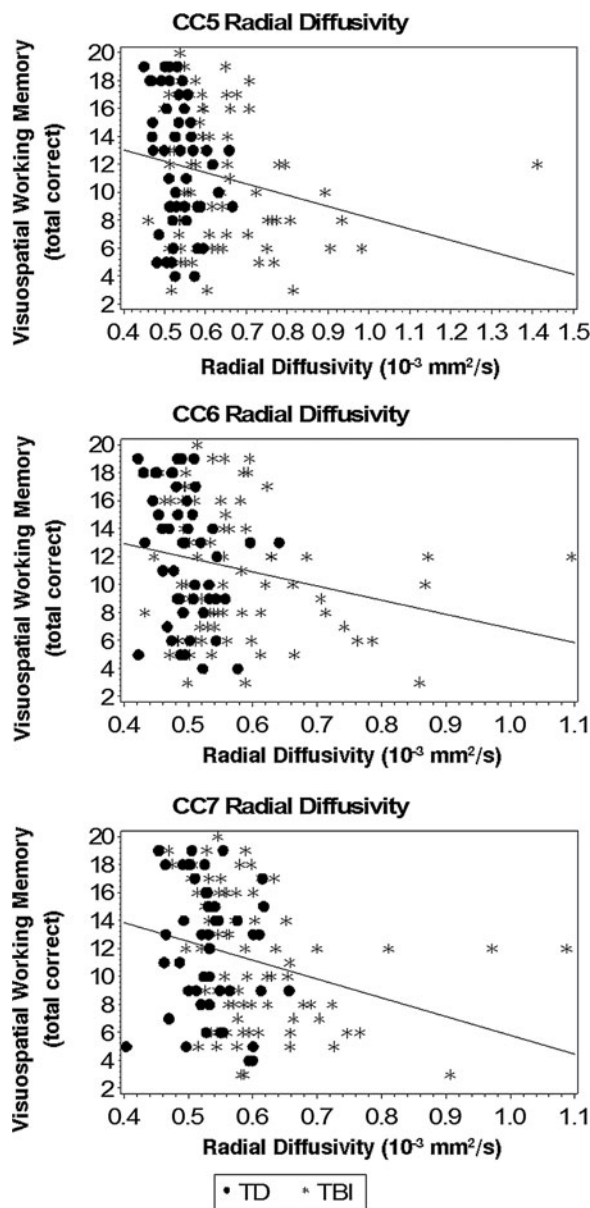 CC5 Radial Diffusivity
Visuospatial Working Memory
(total correct)
20
18
16
14
12
10
8
6
4
2
0.4 0.5 0.6 0.7 0.8 0.9 1.0 1.1 1.2 1.3 1.4 1.5
Radial Diffusivity (10⁻³ mm²/s)
CC6 Radial Diffusivity
Visuospatial Working Memory
(total correct)
20
18
16
14
12
10
8
6
4
2
0.4 0.5 0.6 0.7 0.8 0.9 1.0 1.1
Radial Diffusivity (10⁻³ mm²/s)
CC7 Radial Diffusivity
Visuospatial Working Memory
(total correct)
20
18
16
14
12
10
8
6
4
2
0.4 0.5 0.6 0.7 0.8 0.9 1.0 1.1
Radial Diffusivity (10⁻³ mm²/s)
TD TBI